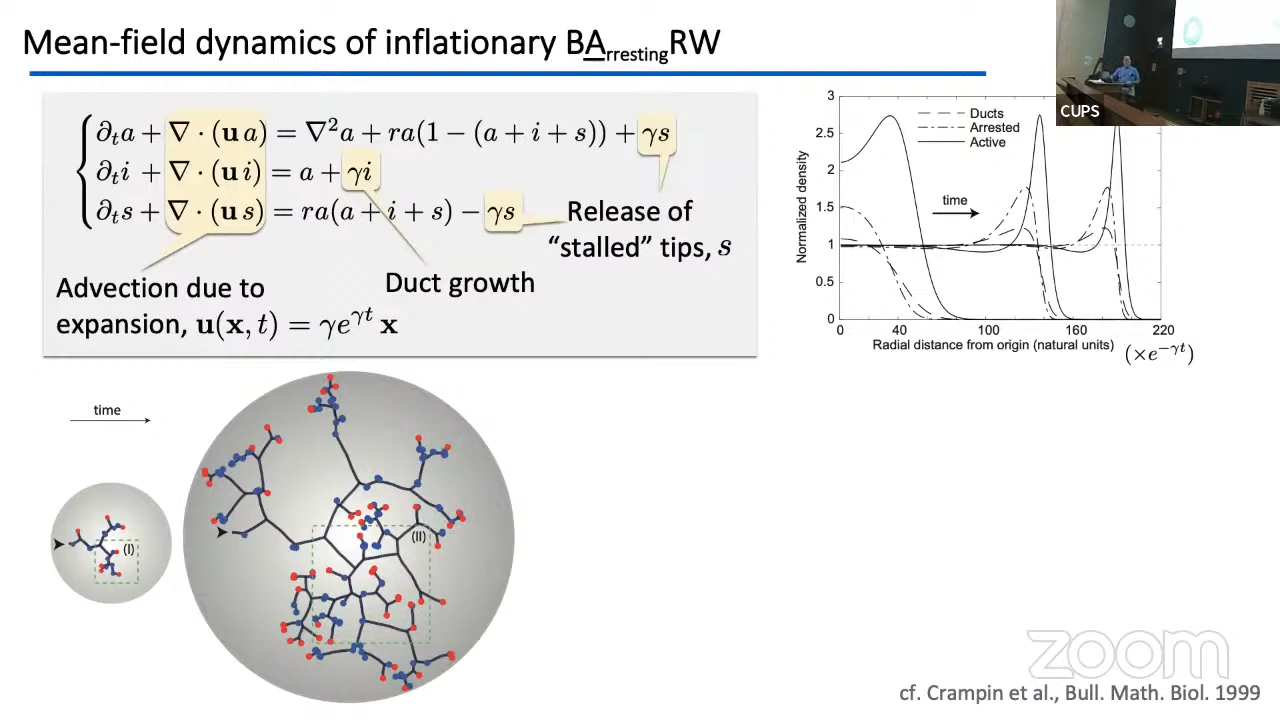 Mean-field dynamics of inflationary BArrestingRW
∂ₜa + ∇ · (u a) = ∇²a + ra(1 − (a + i + s)) + γs
∂ₜi + ∇ · (u i) = a + γi
∂ₜs + ∇ · (u s) = ra(a + i + s) − γs
Release of
“stalled” tips, s
Advection due to
expansion, u(x, t) = γe^{γt} x
Duct growth
CUPS
Ducts
Arrested
Active
time
Normalized density
3
2.5
2
1.5
1
0.5
0
0 40 100 160 220
Radial distance from origin (natural units) (×e^{−γt})
time
(I)
(II)
zoom
cf. Crampin et al., Bull. Math. Biol. 1999